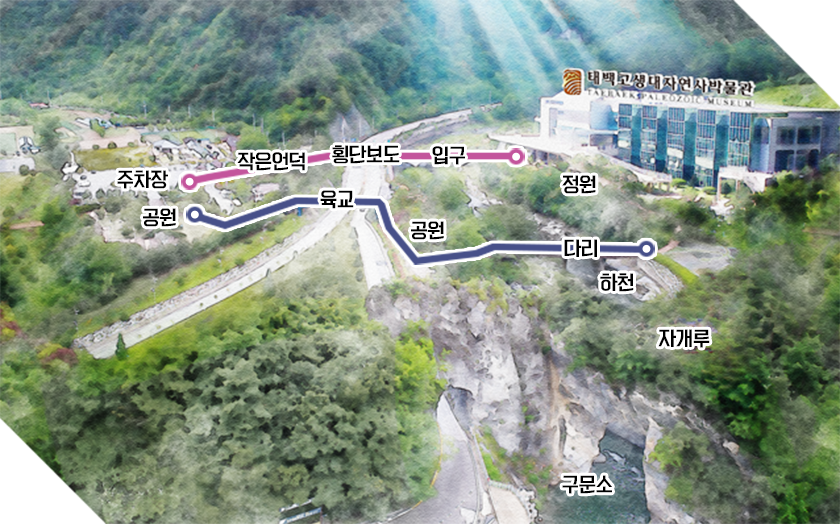 태백고생대자연사박물관
TAEBAEK PALEOZOIC MUSEUM
작은언덕
횡단보도
입구
주차장
정원
육교
공원
공원
다리
하천
자개루
구문소